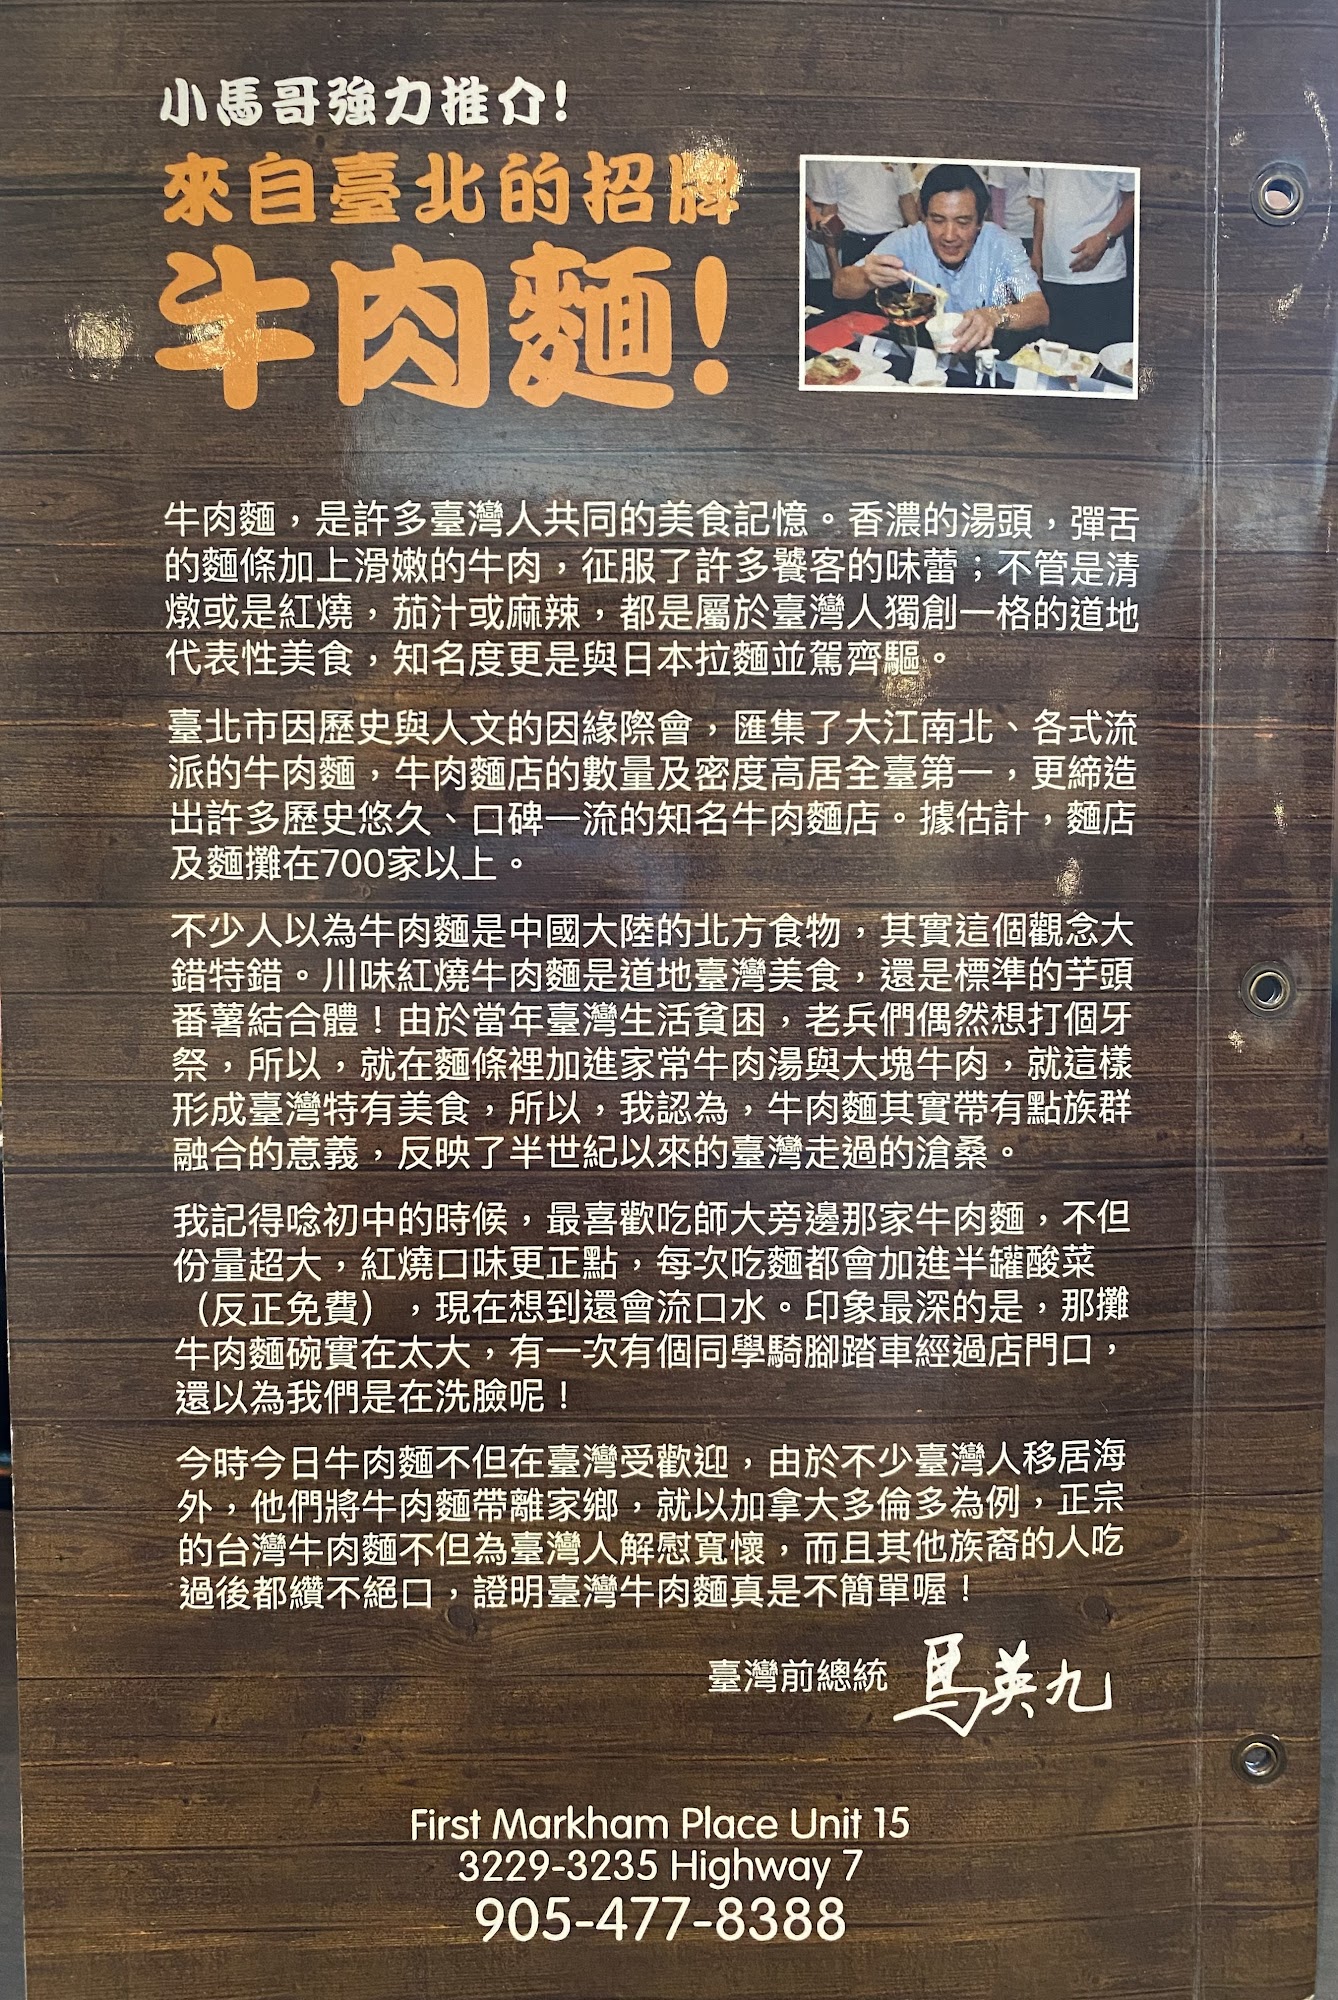 小馬哥強力推介!
來自臺北的招牌
牛肉麵!
牛肉麵，是許多臺灣人共同的美食記憶。香濃的湯頭，彈舌
的麵條加上滑嫩的牛肉，征服了許多饕客的味蕾；不管是清
燉或是紅燒，茄汁或麻辣，都是屬於臺灣人獨創一格的道地
代表性美食，知名度更是與日本拉麵並駕齊驅。
臺北市因歷史與人文的因緣際會，匯集了大江南北、各式流
派的牛肉麵，牛肉麵店的數量及密度高居全臺第一，更締造
出許多歷史悠久、口碑一流的知名牛肉麵店。據估計，麵店
及麵攤在700家以上。
不少人以為牛肉麵是中國大陸的北方食物，其實這個觀念大
錯特錯。川味紅燒牛肉麵是道地臺灣美食，還是標準的芋頭
番薯結合體！由於當年臺灣生活貧困，老兵們偶然想打個牙
祭，所以，就在麵條裡加進家常牛肉湯與大塊牛肉，就這樣
形成臺灣特有美食，所以，我認為，牛肉麵其實帶有點族群
融合的意義，反映了半世紀以來的臺灣走過的滄桑。
我記得唸初中的時候，最喜歡吃師大旁邊那家牛肉麵，不但
份量超大，紅燒口味更正點，每次吃麵都會加進半罐酸菜
（反正免費），現在想到還會流口水。印象最深的是，那攤
牛肉麵碗實在太大，有一次有個同學騎腳踏車經過店門口，
還以為我們是在洗臉呢！
今時今日牛肉麵不但在臺灣受歡迎，由於不少臺灣人移居海
外，他們將牛肉麵帶離家鄉，就以加拿大多倫多為例，正宗
的台灣牛肉麵不但為臺灣人解慰寬懷，而且其他族裔的人吃
過後都纘不絕口，證明臺灣牛肉麵真是不簡單喔！
臺灣前總統 馬英九
First Markham Place Unit 15
3229-3235 Highway 7
905-477-8388